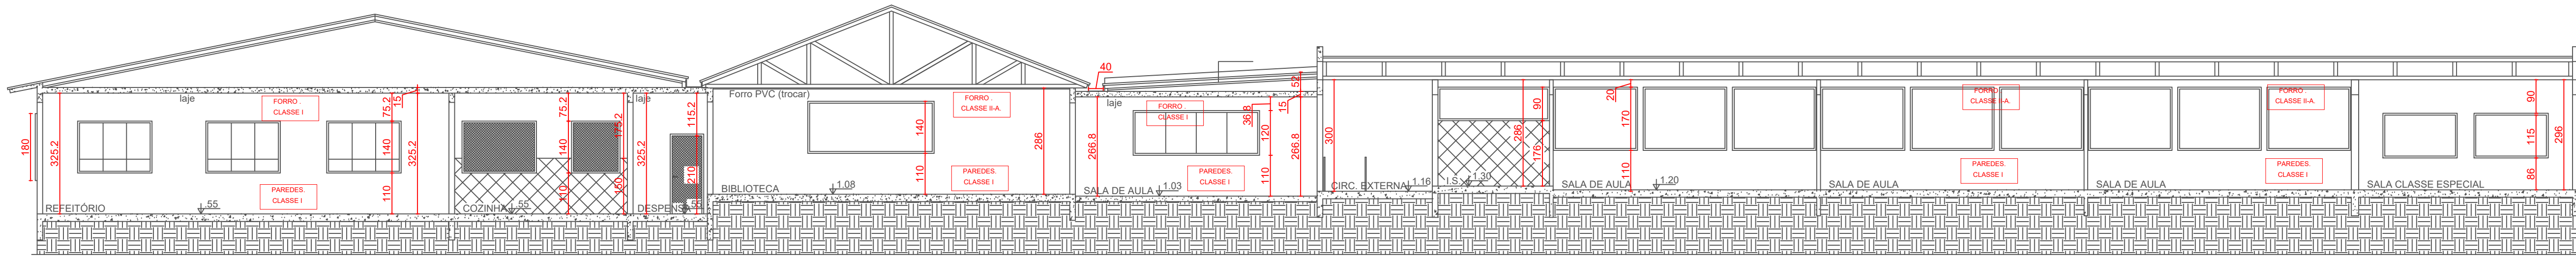 180
325.2
REFEITÓRIO
laje
FORRO .
CLASSE I
PAREDES.
CLASSE I
.55
15
75.2
140
110
325.2
COZINHA
.55
75.2
140
110
175.2
150
laje
325.2
DESPENSA
.55
115.2
210
Forro PVC (trocar)
BIBLIOTECA
1.08
140
110
FORRO .
CLASSE II-A.
PAREDES.
CLASSE I
286
40
laje
266.8
SALA DE AULA
1.03
FORRO .
CLASSE I
PAREDES.
CLASSE I
36.8
120
110
15
52
266.8
300
CIRC. EXTERNA
1.16
I.S.
1.30
286
90
176
SALA DE AULA
20
170
110
1.20
SALA DE AULA
FORRO .
CLASSE II-A.
PAREDES.
CLASSE I
SALA DE AULA
FORRO .
CLASSE II-A.
PAREDES.
CLASSE I
SALA CLASSE ESPECIAL
90
115
86
296